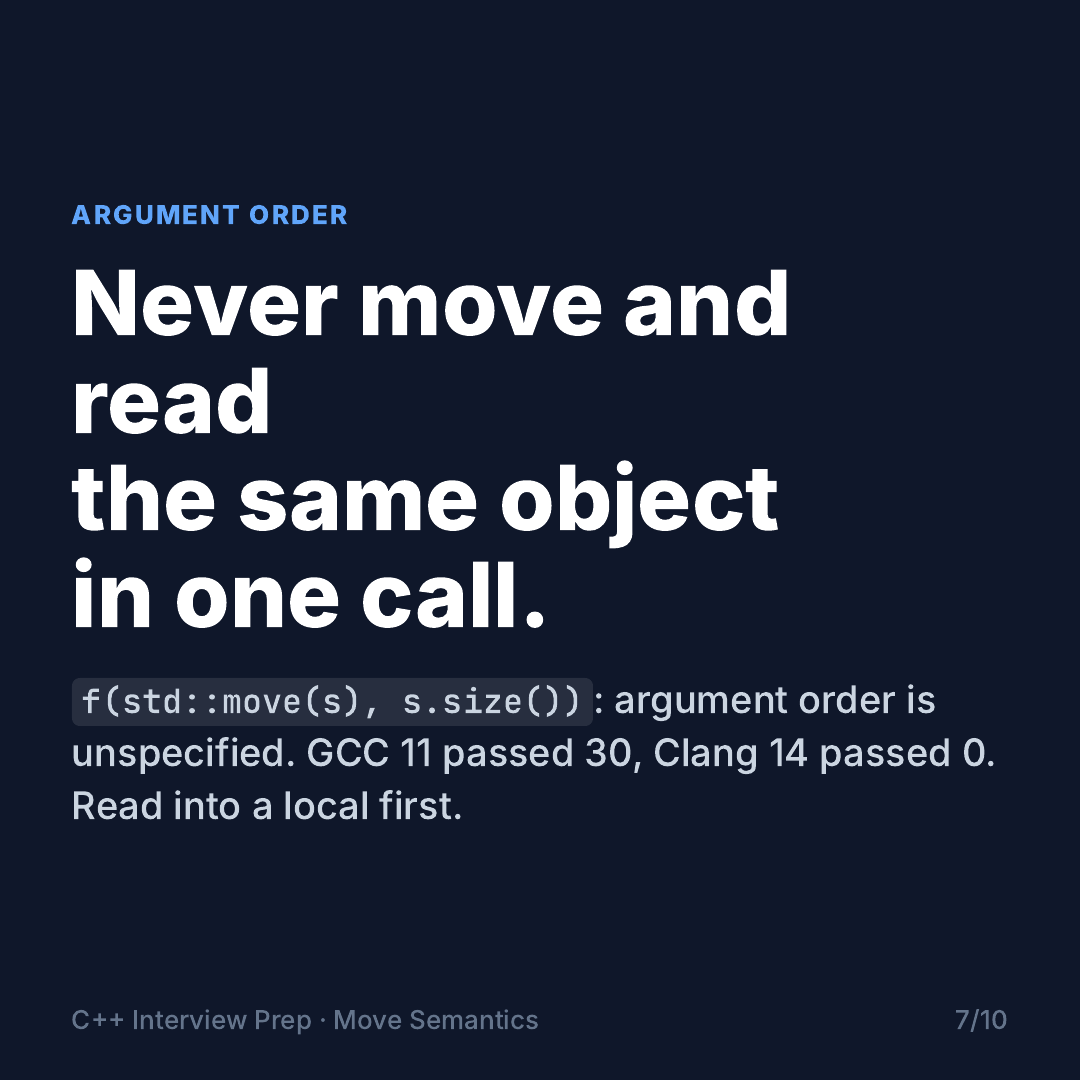 ARGUMENT ORDER
Never move and
read
the same object
in one call.
f(std::move(s), s.size()): argument order is
unspecified. GCC 11 passed 30, Clang 14 passed 0.
Read into a local first.
C++ Interview Prep · Move Semantics
7/10